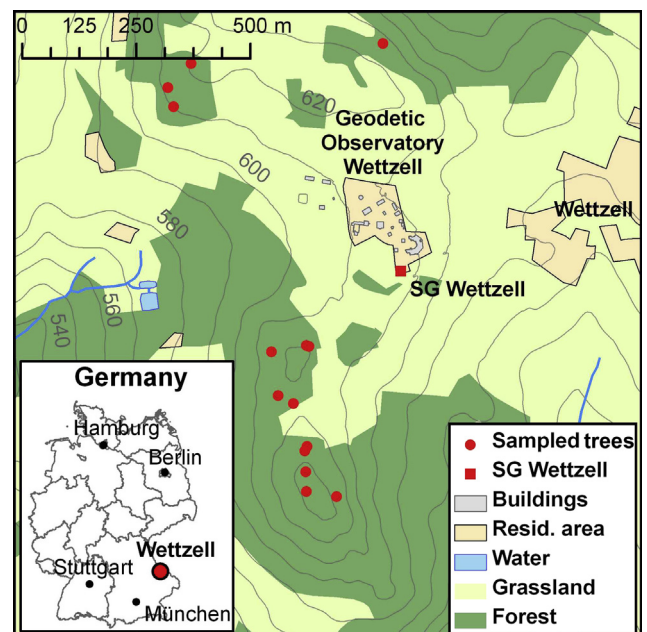 0 125 250 500 m
620
Geodetic
Observatory
Wettzell
600
Wettzell
580
SG Wettzell
560
540
Germany
Hamburg
Berlin
Wettzell
Stuttgart
München
Sampled trees
SG Wettzell
Buildings
Resid. area
Water
Grassland
Forest